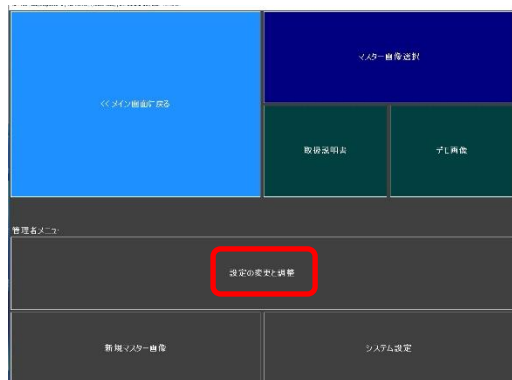 マスター画像選択
<<メイン画面に戻る
取扱説明書
デモ画像
管理者メニュー
設定の変更と調整
新規マスター画像
システム設定